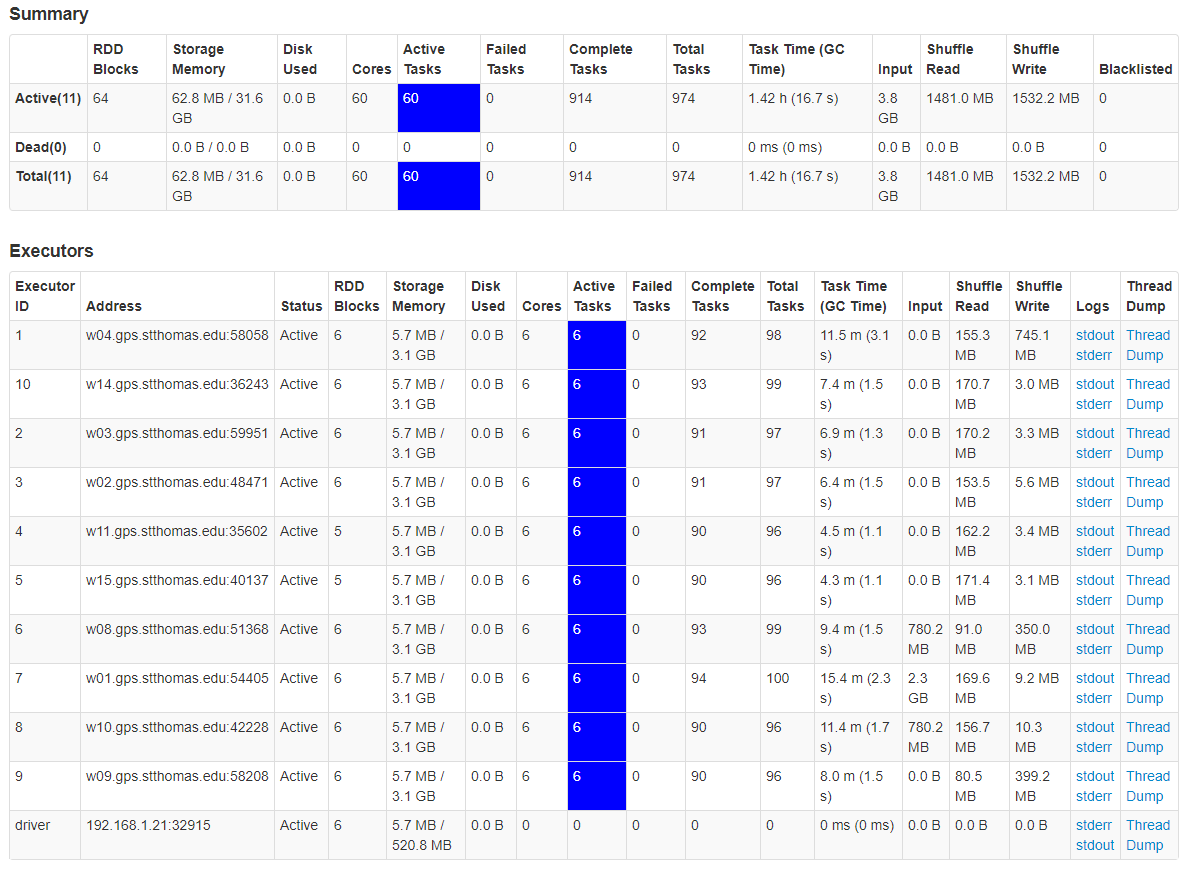 Summary
RDD Blocks Storage Memory Disk Used Cores Active Tasks Failed Tasks Complete Tasks Total Tasks Task Time (GC Time) Input Shuffle Read Shuffle Write Blacklisted
Active(11) 64 62.8 MB / 31.6 GB 0.0 B 60 60 0 914 974 1.42 h (16.7 s) 3.8 GB 1481.0 MB 1532.2 MB 0
Dead(0) 0 0.0 B / 0.0 B 0.0 B 0 0 0 0 0 0 ms (0 ms) 0.0 B 0.0 B 0.0 B 0
Total(11) 64 62.8 MB / 31.6 GB 0.0 B 60 60 0 914 974 1.42 h (16.7 s) 3.8 GB 1481.0 MB 1532.2 MB 0
Executors
Executor ID Address Status RDD Blocks Storage Memory Disk Used Cores Active Tasks Failed Tasks Complete Tasks Total Tasks Task Time (GC Time) Input Shuffle Read Shuffle Write Logs Thread Dump
1 w04.gps.stthomas.edu:58058 Active 6 5.7 MB / 3.1 GB 0.0 B 6 6 0 92 98 11.5 m (3.1 s) 0.0 B 155.3 MB 745.1 MB stdout stderr Thread Dump
10 w14.gps.stthomas.edu:36243 Active 6 5.7 MB / 3.1 GB 0.0 B 6 6 0 93 99 7.4 m (1.5 s) 0.0 B 170.7 MB 3.0 MB stdout stderr Thread Dump
2 w03.gps.stthomas.edu:59951 Active 6 5.7 MB / 3.1 GB 0.0 B 6 6 0 91 97 6.9 m (1.3 s) 0.0 B 170.2 MB 3.3 MB stdout stderr Thread Dump
3 w02.gps.stthomas.edu:48471 Active 6 5.7 MB / 3.1 GB 0.0 B 6 6 0 91 97 6.4 m (1.5 s) 0.0 B 153.5 MB 5.6 MB stdout stderr Thread Dump
4 w11.gps.stthomas.edu:35602 Active 5 5.7 MB / 3.1 GB 0.0 B 6 6 0 90 96 4.5 m (1.1 s) 0.0 B 162.2 MB 3.4 MB stdout stderr Thread Dump
5 w15.gps.stthomas.edu:40137 Active 5 5.7 MB / 3.1 GB 0.0 B 6 6 0 90 96 4.3 m (1.1 s) 0.0 B 171.4 MB 3.1 MB stdout stderr Thread Dump
6 w08.gps.stthomas.edu:51368 Active 6 5.7 MB / 3.1 GB 0.0 B 6 6 0 93 99 9.4 m (1.5 s) 780.2 MB 91.0 MB 350.0 MB stdout stderr Thread Dump
7 w01.gps.stthomas.edu:54405 Active 6 5.7 MB / 3.1 GB 0.0 B 6 6 0 94 100 15.4 m (2.3 s) 2.3 GB 169.6 MB 9.2 MB stdout stderr Thread Dump
8 w10.gps.stthomas.edu:42228 Active 6 5.7 MB / 3.1 GB 0.0 B 6 6 0 90 96 11.4 m (1.7 s) 780.2 MB 156.7 MB 10.3 MB stdout stderr Thread Dump
9 w09.gps.stthomas.edu:58208 Active 6 5.7 MB / 3.1 GB 0.0 B 6 6 0 90 96 8.0 m (1.5 s) 0.0 B 80.5 MB 399.2 MB stdout stderr Thread Dump
driver 192.168.1.21:32915 Active 6 5.7 MB / 520.8 MB 0.0 B 0 0 0 0 0 0 ms (0 ms) 0.0 B 0.0 B 0.0 B stderr stdout Thread Dump